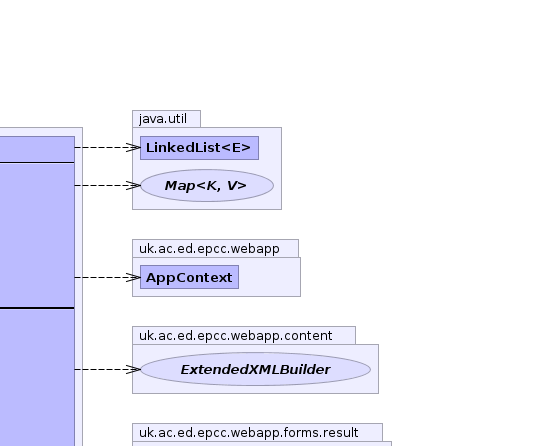 java.util
LinkedList<E>
Map<K, V>
uk.ac.ed.epcc.webapp
AppContext
uk.ac.ed.epcc.webapp.content
ExtendedXMLBuilder
uk.ac.ed.epcc.webapp.forms.result